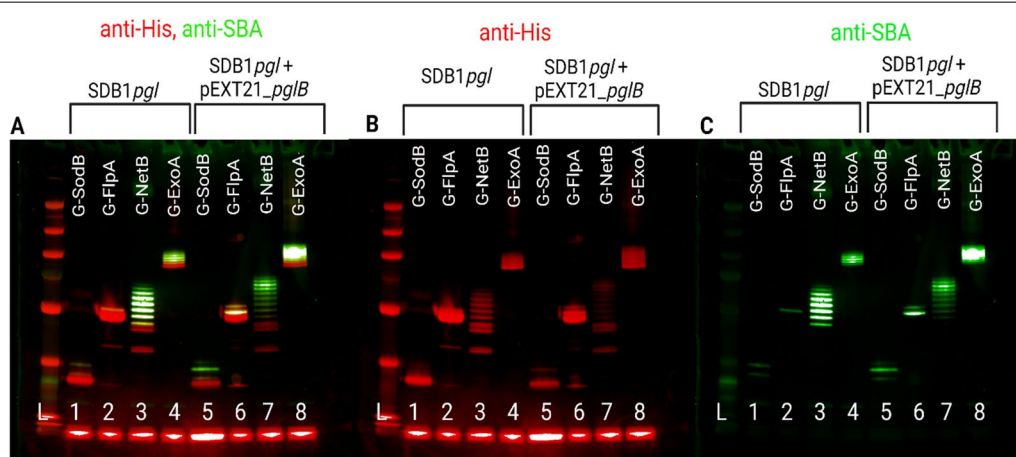 anti-His, anti-SBA
SDB1pgl
SDB1pgl +
pEXT21_pglB
A
G-SodB
G-FlpA
G-NetB
G-ExoA
G-SodB
G-FlpA
G-NetB
G-ExoA
L 1 2 3 4 5 6 7 8
anti-His
SDB1pgl
SDB1pgl +
pEXT21_pglB
B
G-SodB
G-FlpA
G-NetB
G-ExoA
G-SodB
G-FlpA
G-NetB
G-ExoA
L 1 2 3 4 5 6 7 8
anti-SBA
SDB1pgl
SDB1pgl +
pEXT21_pglB
C
G-SodB
G-FlpA
G-NetB
G-ExoA
G-SodB
G-FlpA
G-NetB
G-ExoA
L 1 2 3 4 5 6 7 8